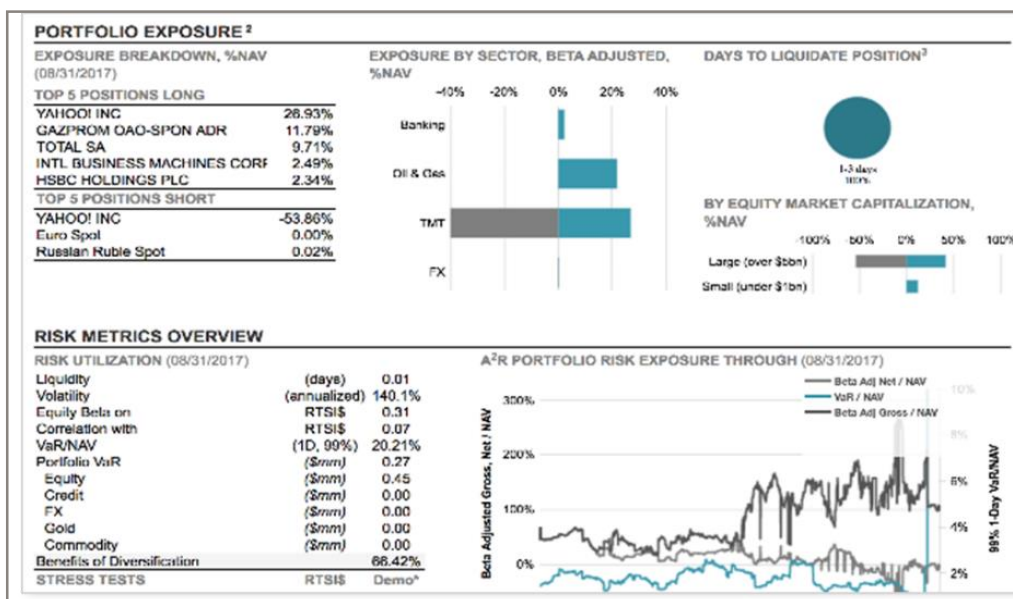 PORTFOLIO EXPOSURE 2
EXPOSURE BREAKDOWN, %NAV
(08/31/2017)
TOP 5 POSITIONS LONG
YAHOO! INC 26.93%
GAZPROM OAO-SPON ADR 11.79%
TOTAL SA 9.71%
INTL BUSINESS MACHINES CORF 2.49%
HSBC HOLDINGS PLC 2.34%
TOP 5 POSITIONS SHORT
YAHOO! INC -53.86%
Euro Spot 0.00%
Russian Ruble Spot 0.02%
EXPOSURE BY SECTOR, BETA ADJUSTED,
%NAV
-40% -20% 0% 20% 40%
Banking
Oil & Gas
TMT
FX
DAYS TO LIQUIDATE POSITION3
1-3 days
100%
BY EQUITY MARKET CAPITALIZATION,
%NAV
-100% -50% 0% 50% 100%
Large (over $5bn)
Small (under $1bn)
RISK METRICS OVERVIEW
RISK UTILIZATION (08/31/2017)
Liquidity (days) 0.01
Volatility (annualized) 140.1%
Equity Beta on RTSI$ 0.31
Correlation with RTSI$ 0.07
VaR/NAV (1D, 99%) 20.21%
Portfolio VaR ($mm) 0.27
Equity ($mm) 0.45
Credit ($mm) 0.00
FX ($mm) 0.00
Gold ($mm) 0.00
Commodity ($mm) 0.00
Benefits of Diversification 66.42%
STRESS TESTS RTSI$ Demo^
A2R PORTFOLIO RISK EXPOSURE THROUGH (08/31/2017)
Beta Adj Net / NAV
VaR / NAV
Beta Adj Gross / NAV
Beta Adjusted Gross, Net / NAV
300%
200%
100%
0%
10%
8%
6%
4%
2%
99% 1-Day VaR/NAV